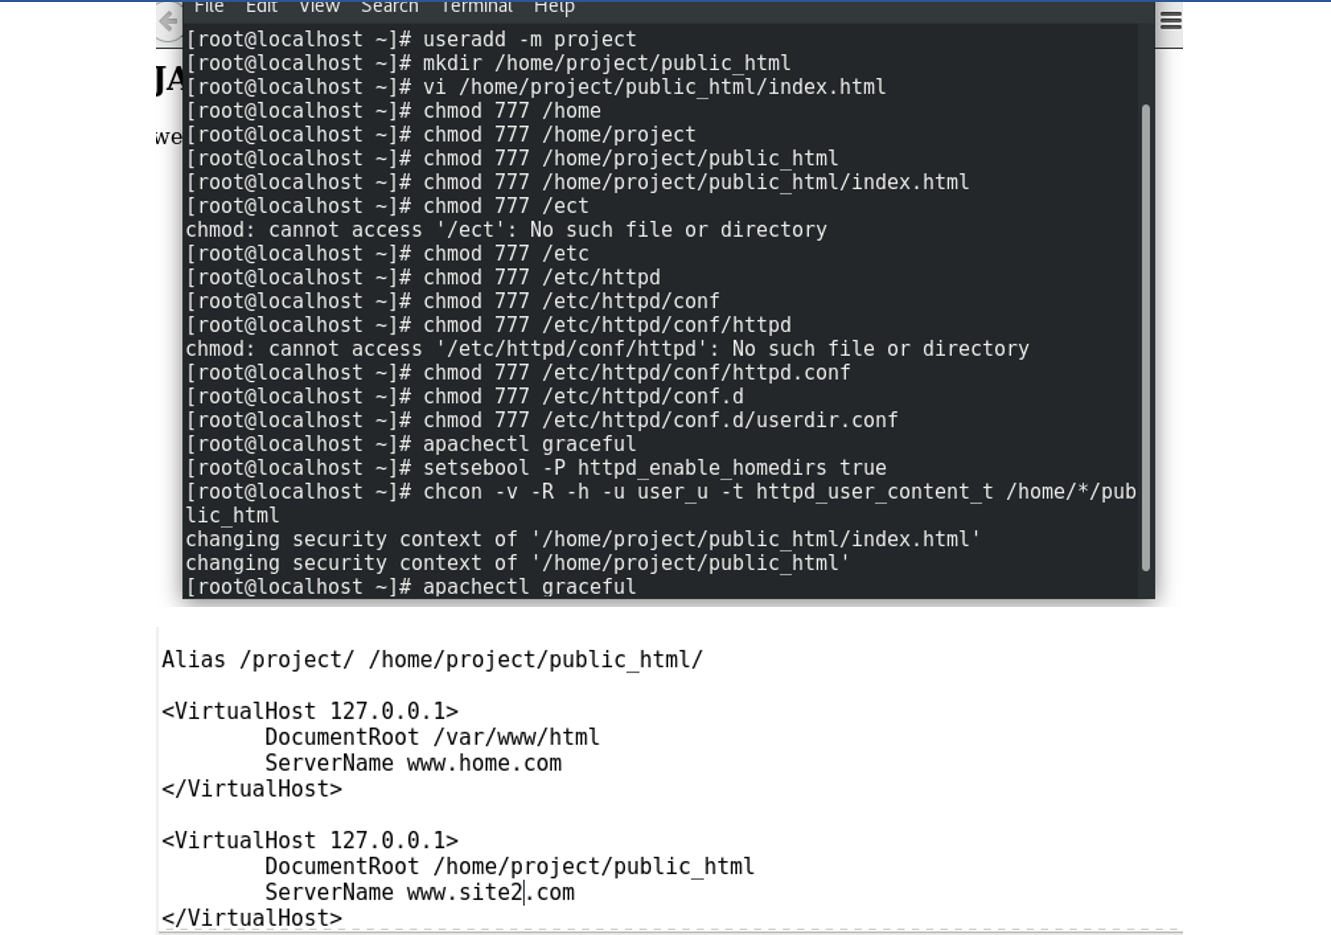 File Edit View Search Terminal Help
[root@localhost ~]# useradd -m project
[root@localhost ~]# mkdir /home/project/public_html
[root@localhost ~]# vi /home/project/public_html/index.html
[root@localhost ~]# chmod 777 /home
[root@localhost ~]# chmod 777 /home/project
[root@localhost ~]# chmod 777 /home/project/public_html
[root@localhost ~]# chmod 777 /home/project/public_html/index.html
[root@localhost ~]# chmod 777 /ect
chmod: cannot access '/ect': No such file or directory
[root@localhost ~]# chmod 777 /etc
[root@localhost ~]# chmod 777 /etc/httpd
[root@localhost ~]# chmod 777 /etc/httpd/conf
[root@localhost ~]# chmod 777 /etc/httpd/conf/httpd
chmod: cannot access '/etc/httpd/conf/httpd': No such file or directory
[root@localhost ~]# chmod 777 /etc/httpd/conf/httpd.conf
[root@localhost ~]# chmod 777 /etc/httpd/conf.d
[root@localhost ~]# chmod 777 /etc/httpd/conf.d/userdir.conf
[root@localhost ~]# apachectl graceful
[root@localhost ~]# setsebool -P httpd_enable_homedirs true
[root@localhost ~]# chcon -v -R -h -u user_u -t httpd_user_content_t /home/*/pub
lic_html
changing security context of '/home/project/public_html/index.html'
changing security context of '/home/project/public_html'
[root@localhost ~]# apachectl graceful
Alias /project/ /home/project/public_html/
<VirtualHost 127.0.0.1>
DocumentRoot /var/www/html
ServerName www.home.com
</VirtualHost>
<VirtualHost 127.0.0.1>
DocumentRoot /home/project/public_html
ServerName www.site2.com
</VirtualHost>